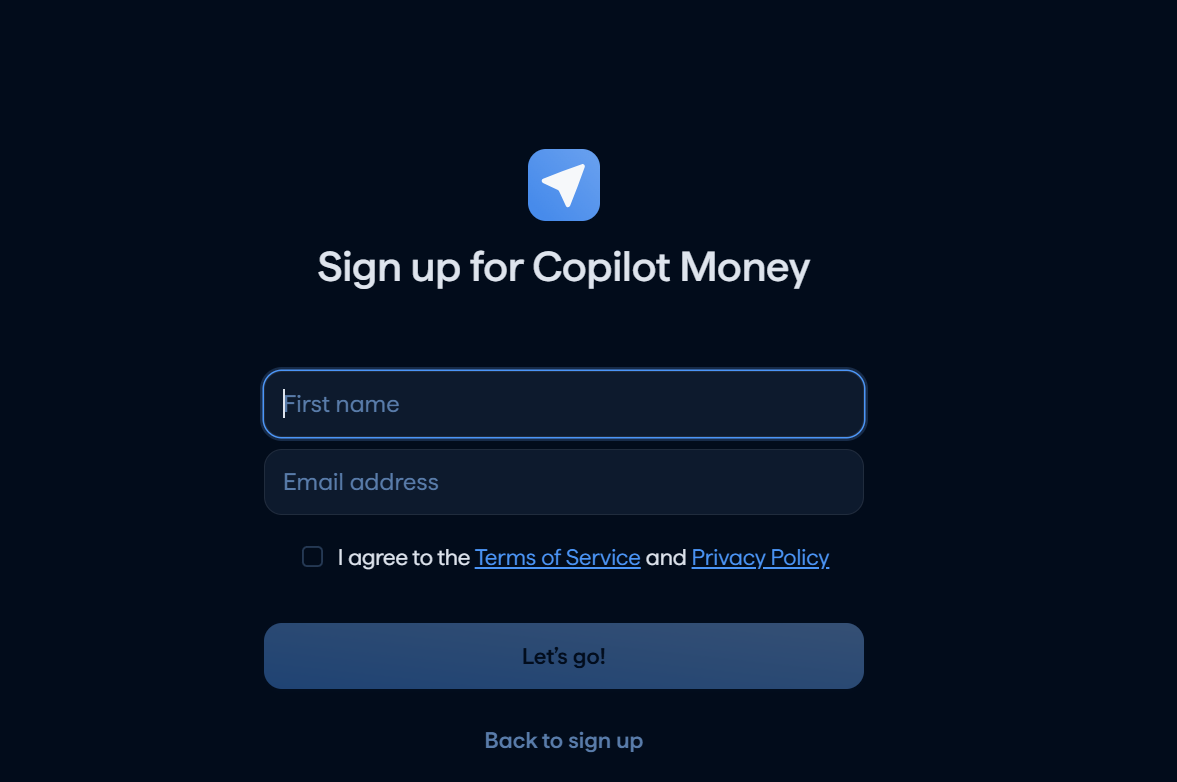 Sign up for Copilot Money
First name
Email address
I agree to the Terms of Service and Privacy Policy
Let’s go!
Back to sign up